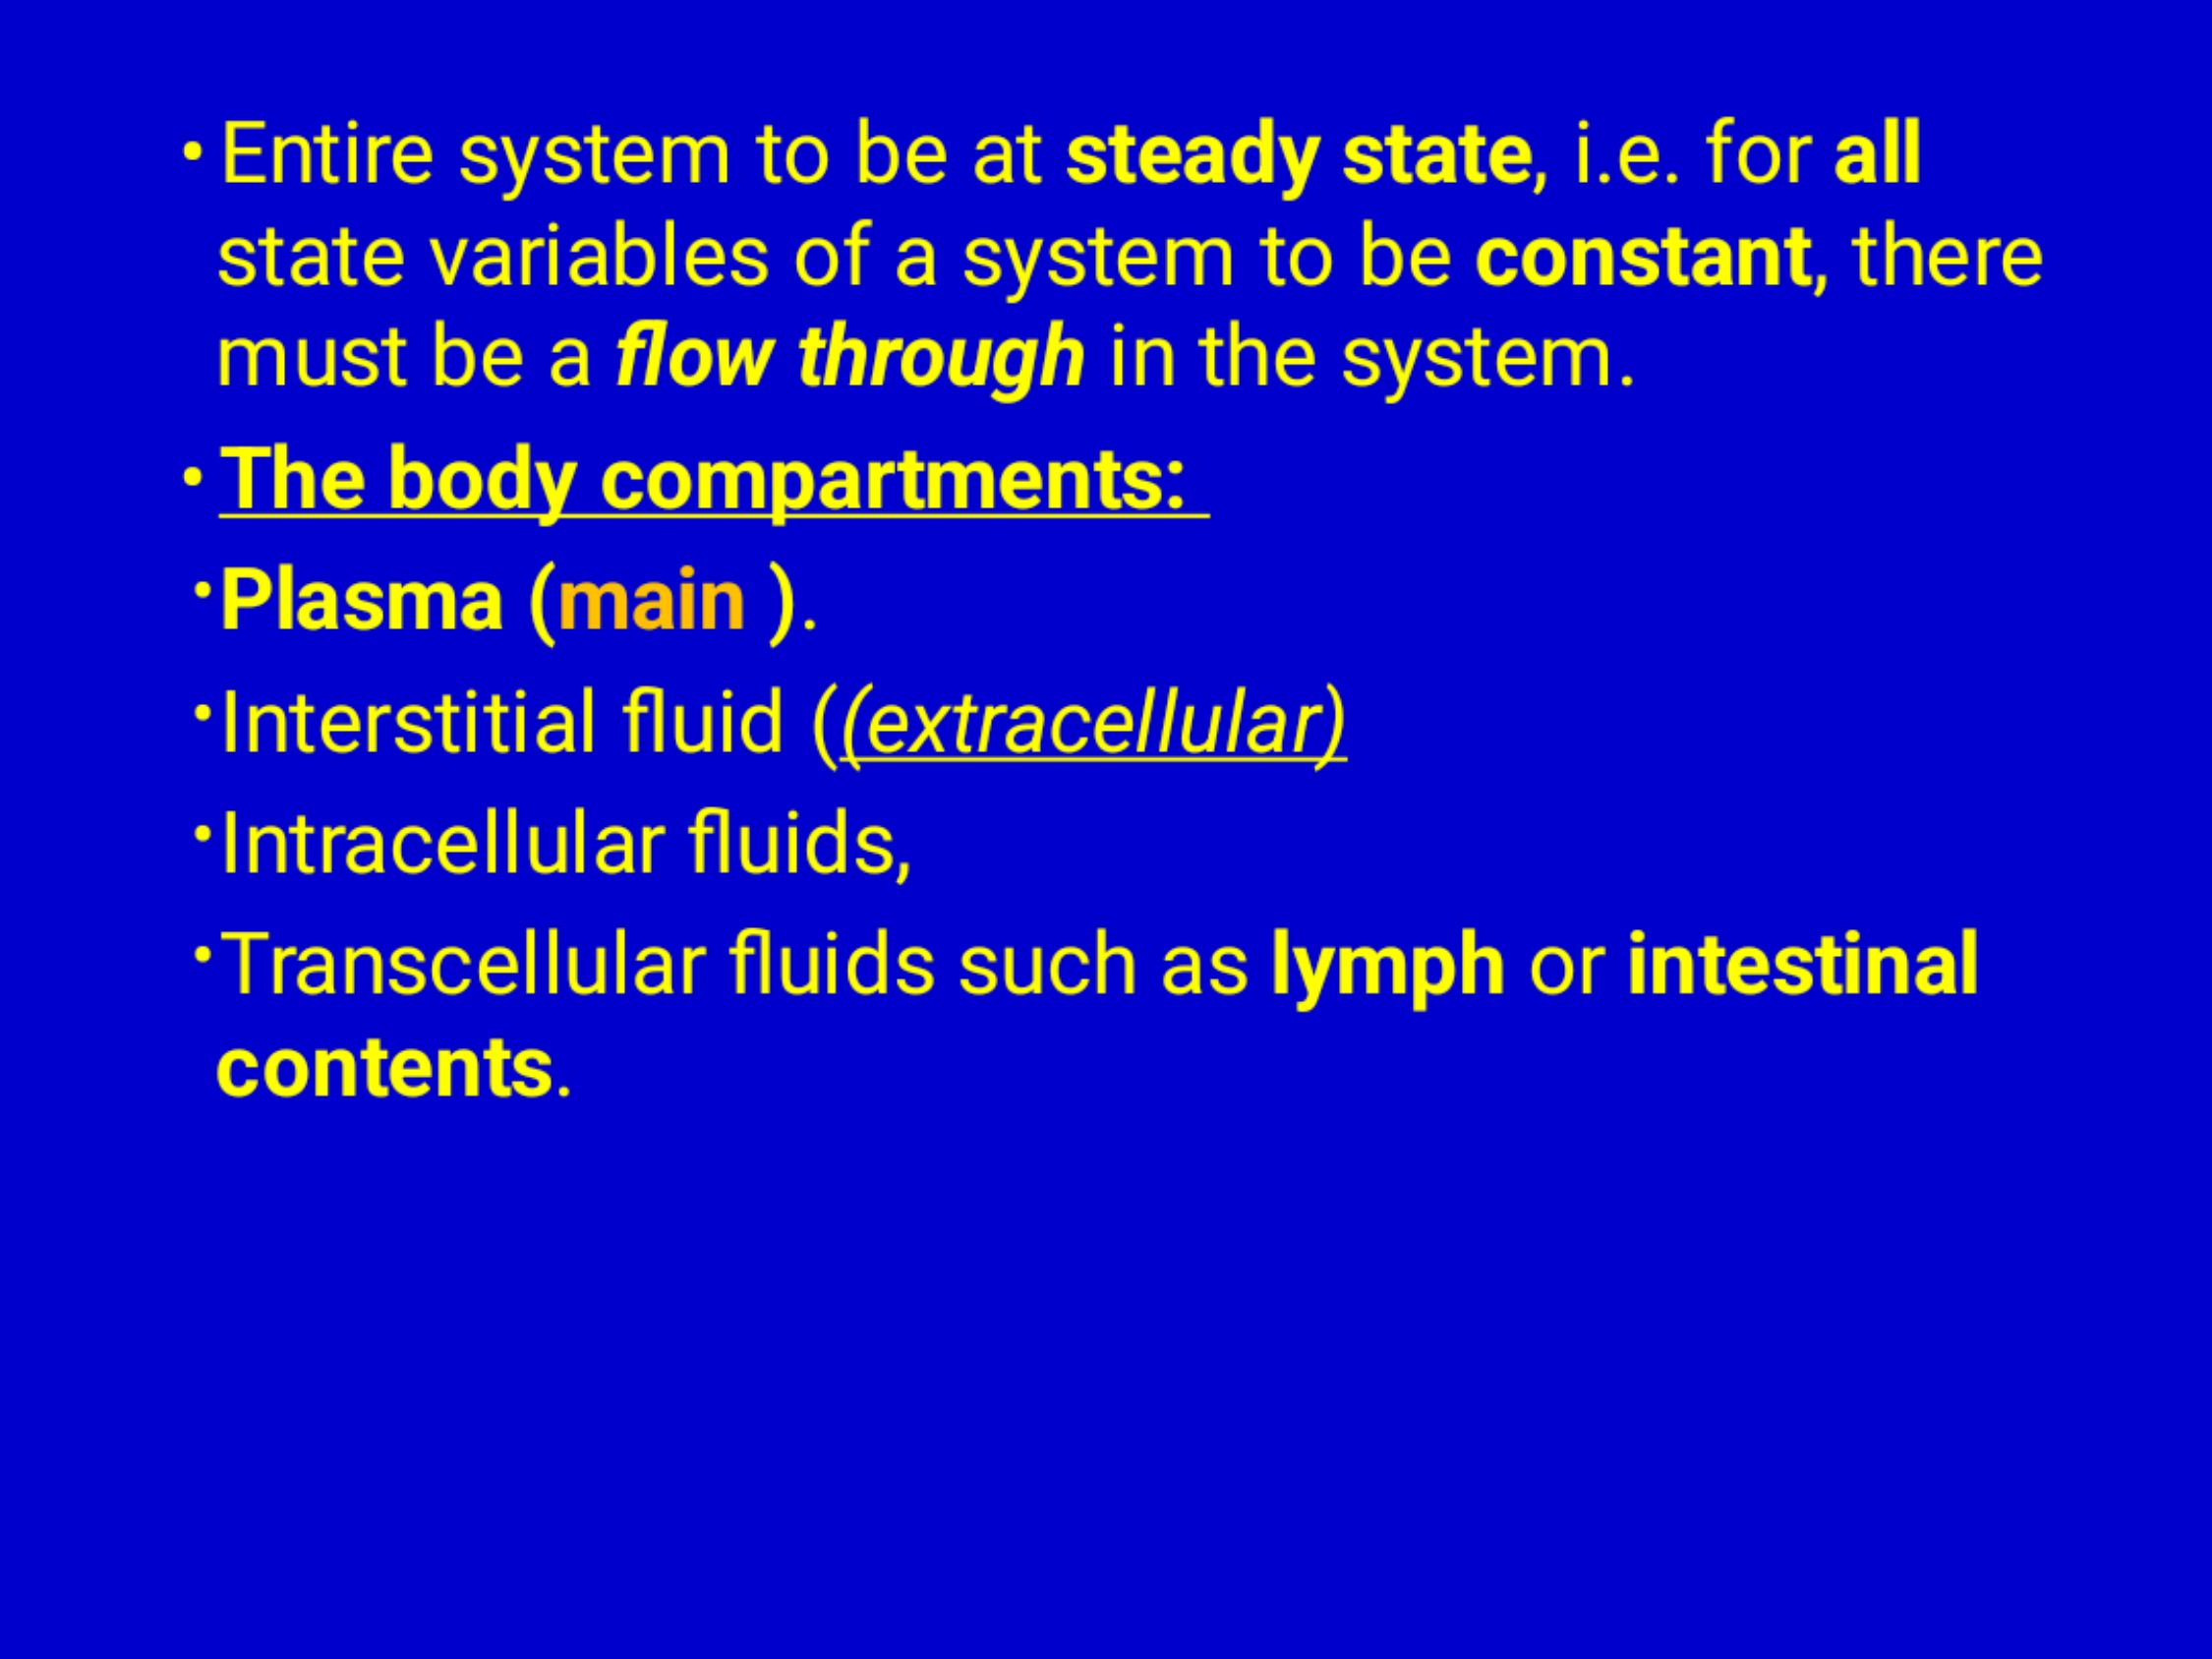 • Entire system to be at steady state, i.e. for all
state variables of a system to be constant, there
must be a flow through in the system.
• The body compartments:
• Plasma (main ).
• Interstitial fluid ((extracellular)
• Intracellular fluids,
• Transcellular fluids such as lymph or intestinal
contents.